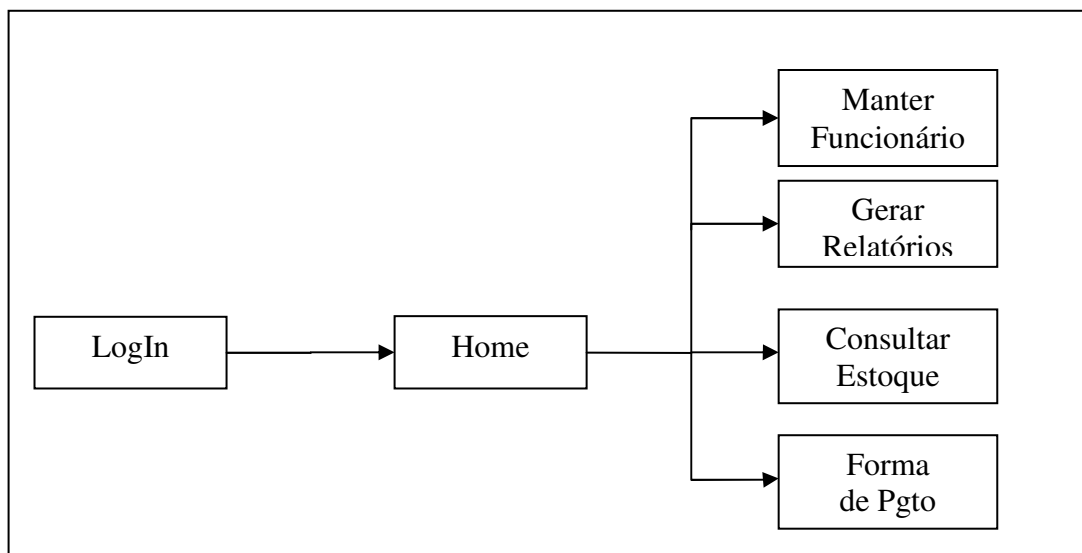 Manter
Funcionário
Gerar
Relatórios
LogIn
Home
Consultar
Estoque
Forma
de Pgto